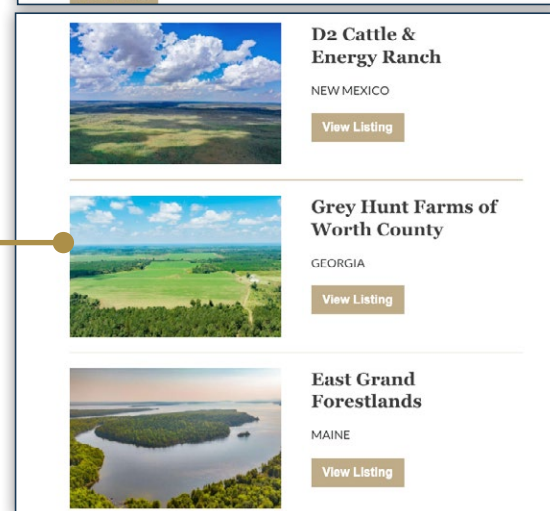 D2 Cattle &
Energy Ranch
NEW MEXICO
View Listing
Grey Hunt Farms of
Worth County
GEORGIA
View Listing
East Grand
Forestlands
MAINE
View Listing